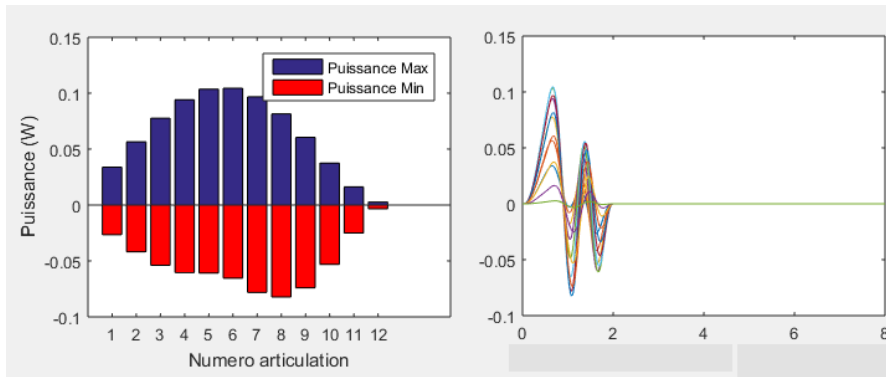 0.15
0.1
0.05
0
-0.05
-0.1
Puissance (W)
Puissance Max
Puissance Min
1 2 3 4 5 6 7 8 9 10 11 12
Numero articulation
0.15
0.1
0.05
0
-0.05
-0.1
0 2 4 6 8